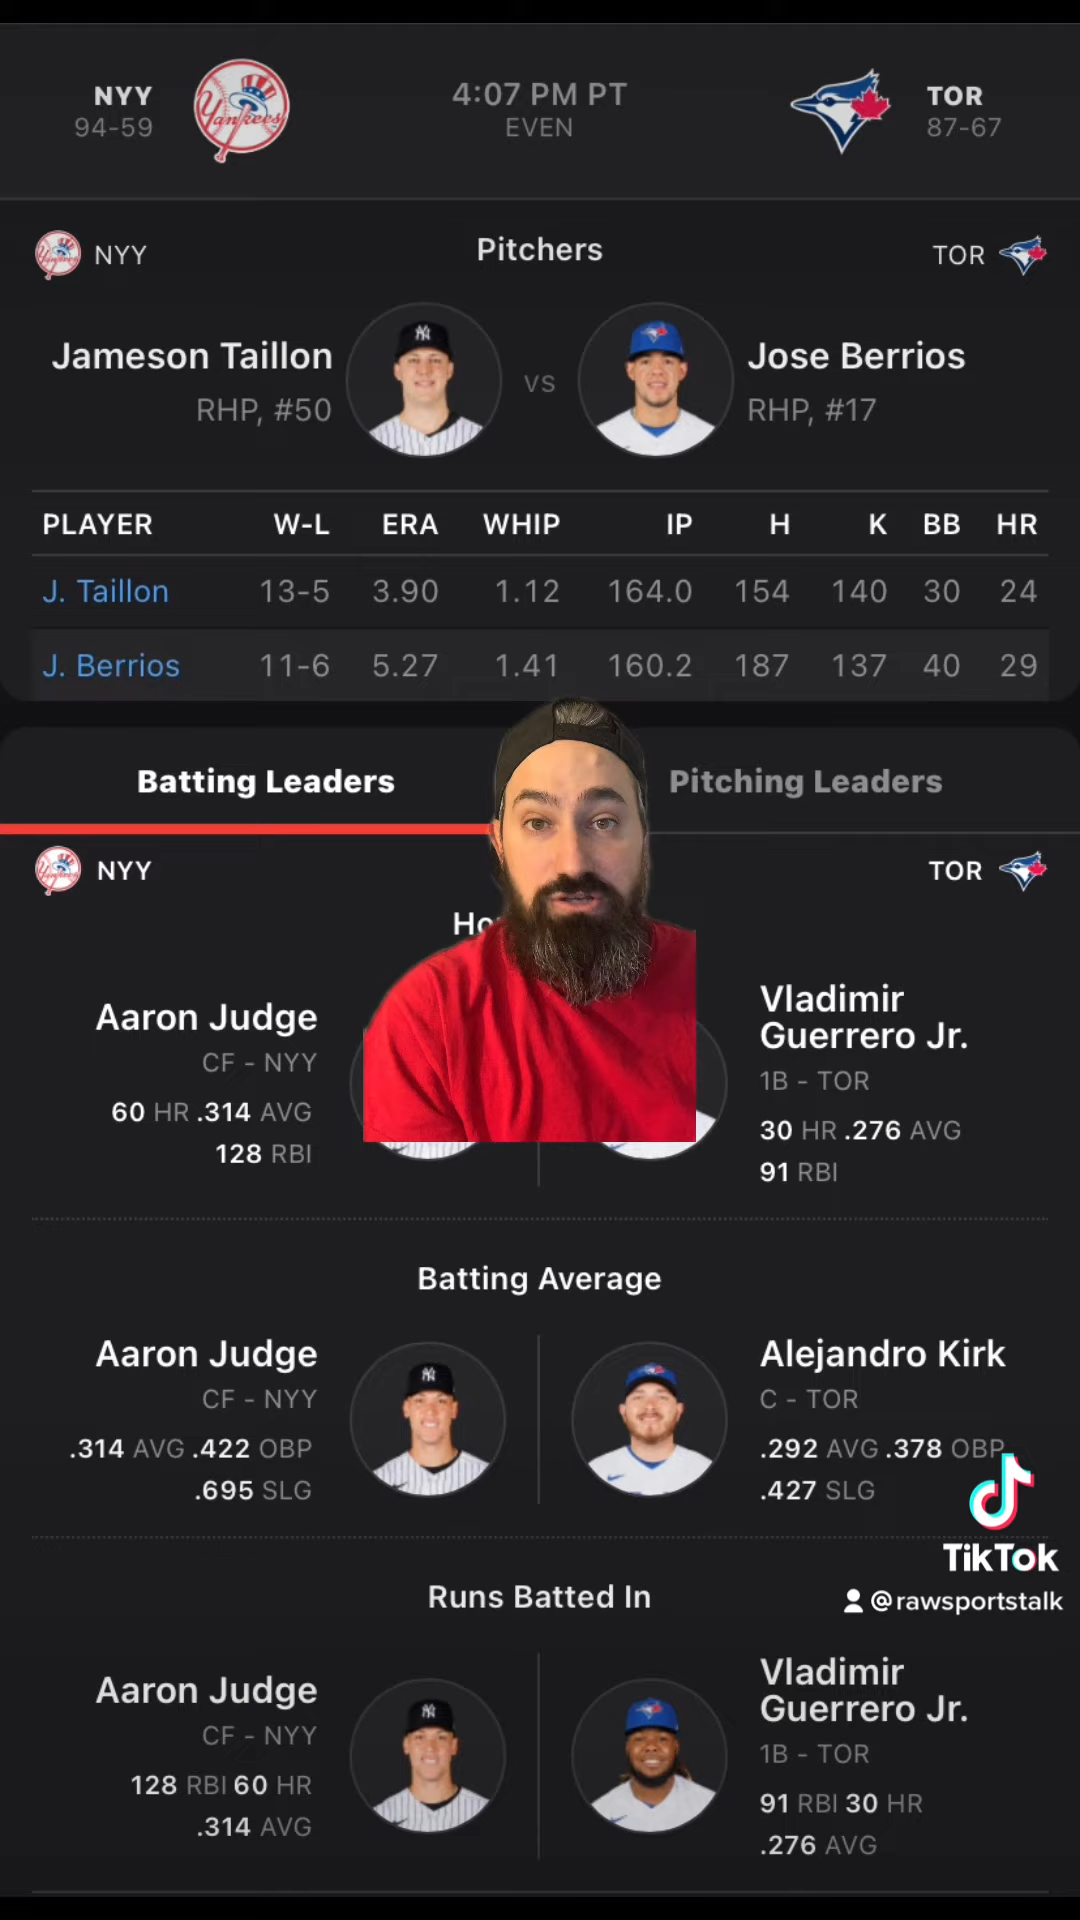 NYY
94-59
4:07 PM PT
EVEN
TOR
87-67
NYY
Pitchers
TOR
Jameson Taillon
RHP, #50
VS
Jose Berrios
RHP, #17
PLAYER W-L ERA WHIP IP H K BB HR
J. Taillon 13-5 3.90 1.12 164.0 154 140 30 24
J. Berrios 11-6 5.27 1.41 160.2 187 137 40 29
Batting Leaders
Pitching Leaders
NYY
TOR
Aaron Judge
CF - NYY
60 HR .314 AVG
128 RBI
Vladimir
Guerrero Jr.
1B - TOR
30 HR .276 AVG
91 RBI
Batting Average
Aaron Judge
CF - NYY
.314 AVG .422 OBP
.695 SLG
Alejandro Kirk
C - TOR
.292 AVG .378 OBP
.427 SLG
TikTok
@rawsportstalk
Runs Batted In
Aaron Judge
CF - NYY
128 RBI 60 HR
.314 AVG
Vladimir
Guerrero Jr.
1B - TOR
91 RBI 30 HR
.276 AVG